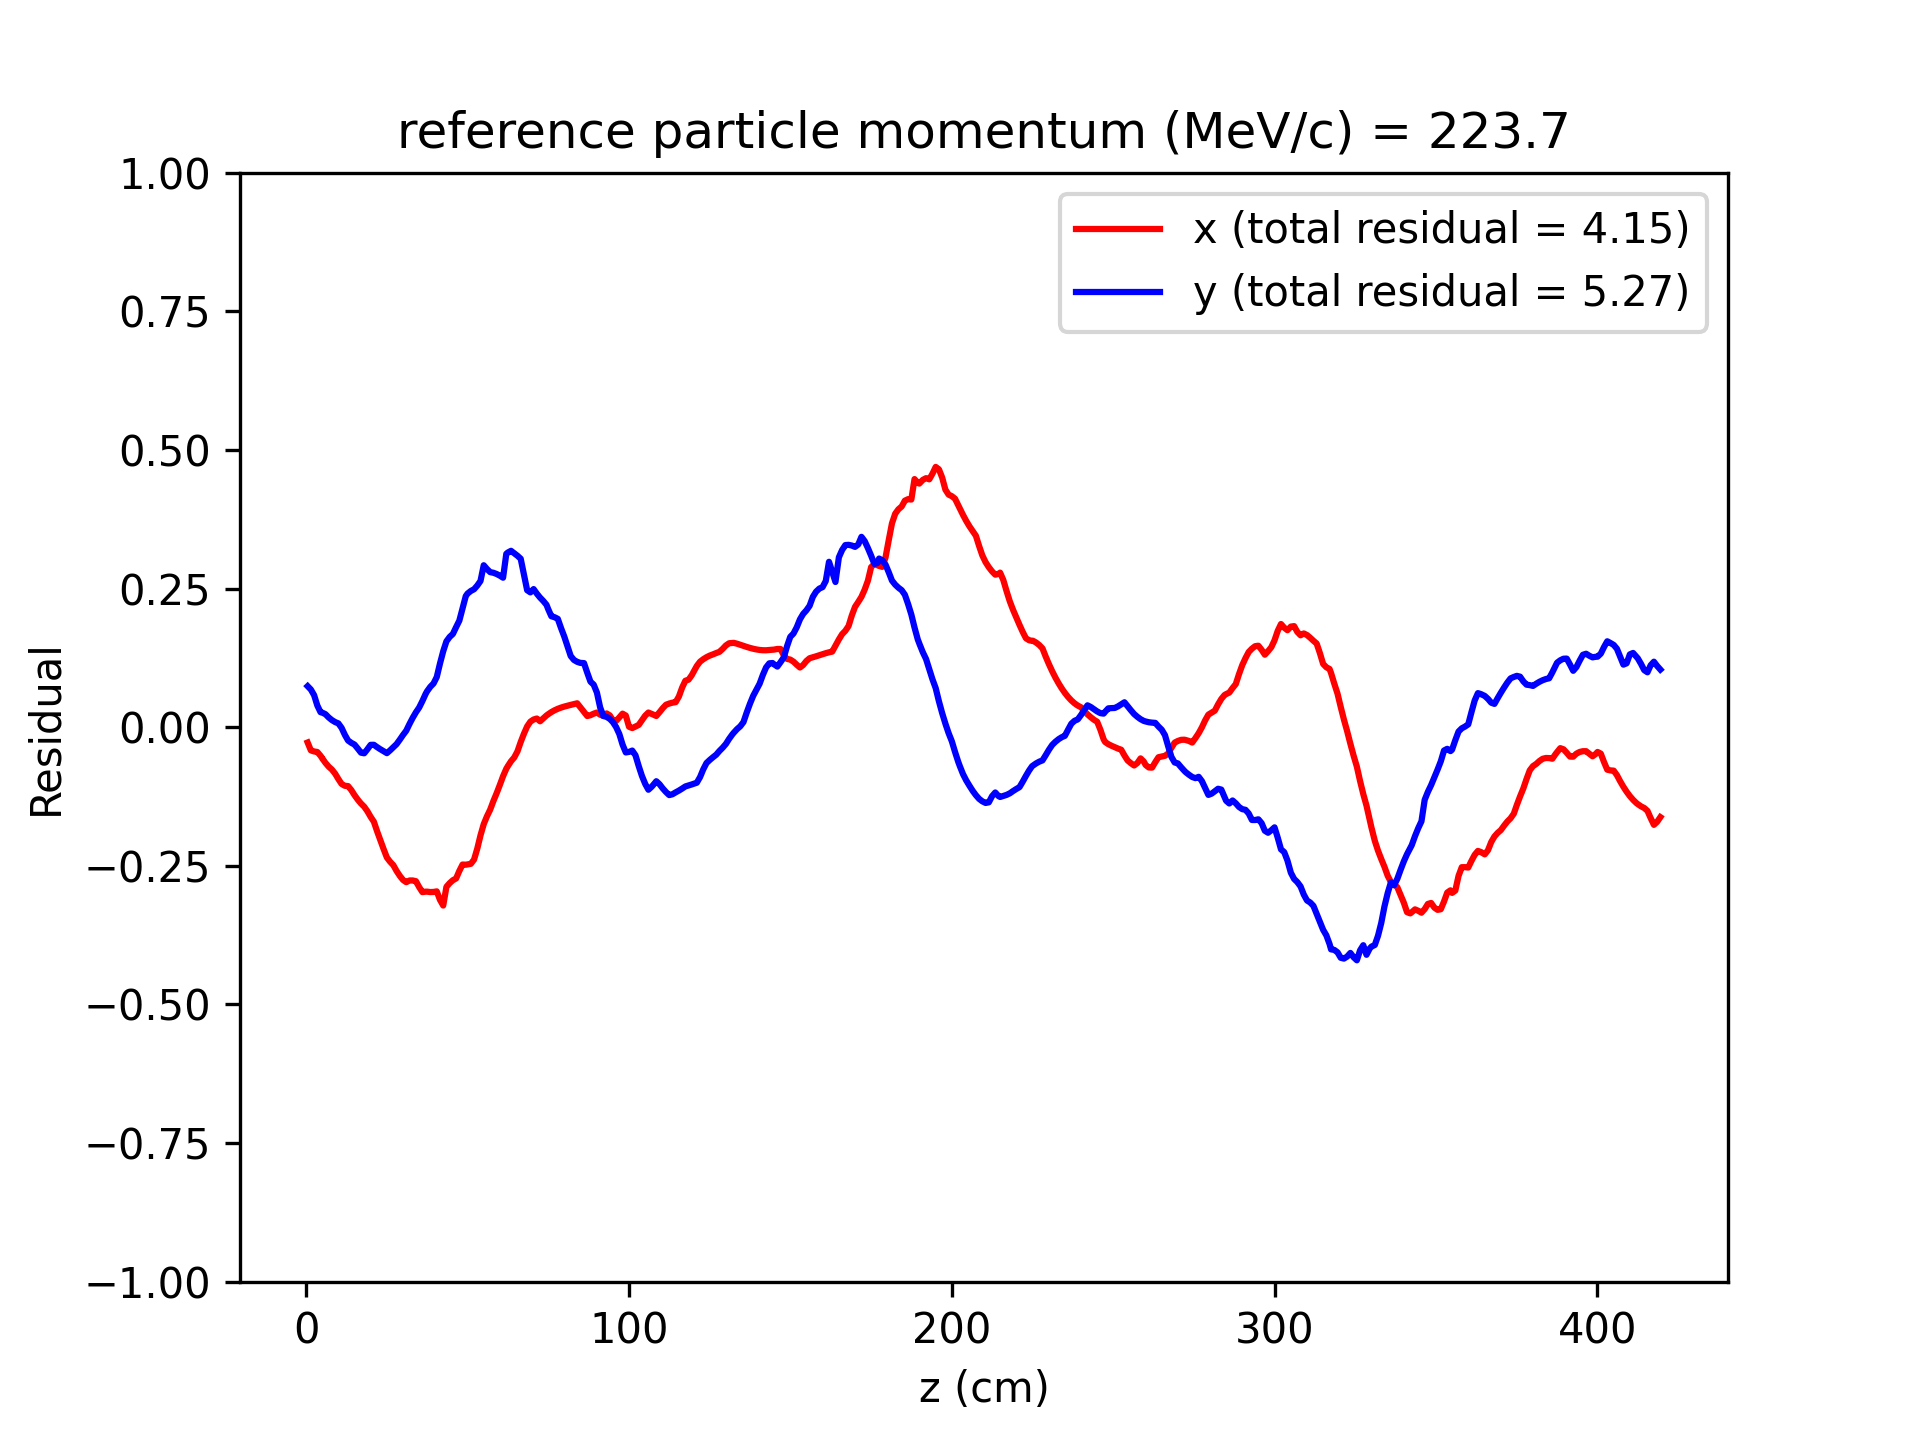 reference particle momentum (MeV/c) = 223.7
x (total residual = 4.15)
y (total residual = 5.27)
1.00
0.75
0.50
0.25
0.00
−0.25
−0.50
−0.75
−1.00
Residual
0 100 200 300 400
z (cm)